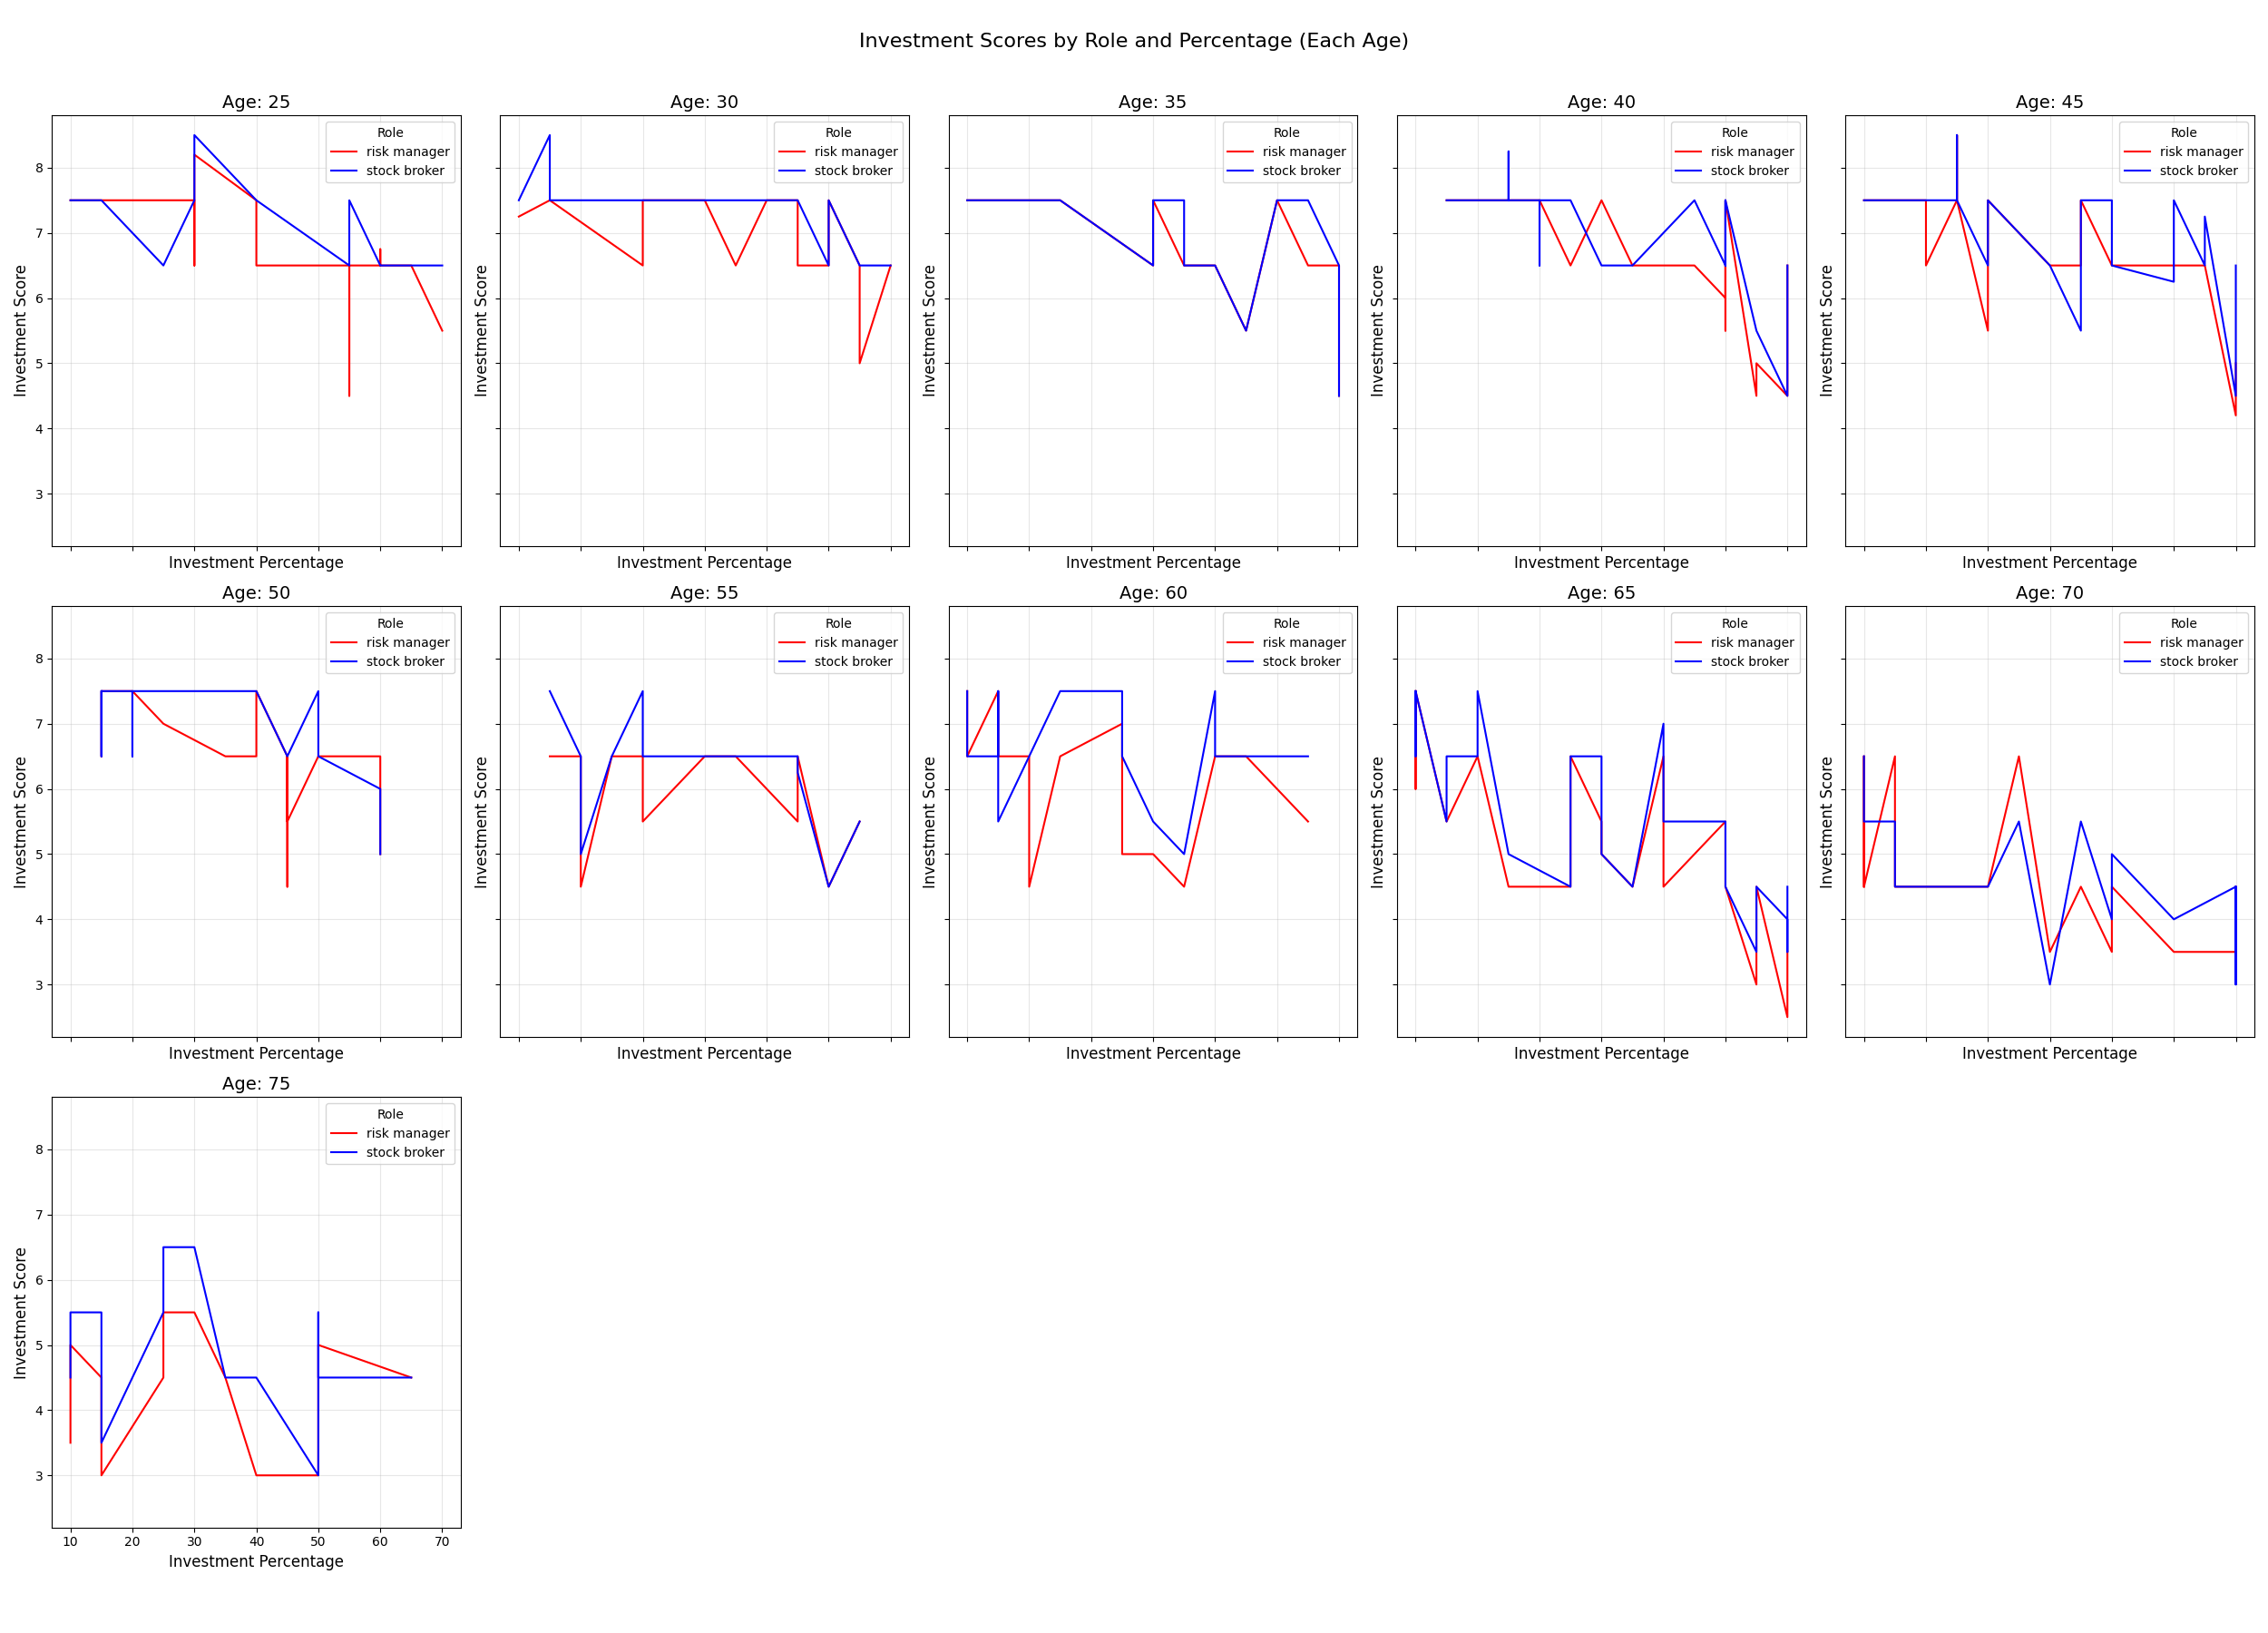 Investment Scores by Role and Percentage (Each Age)
Age: 25
Role
risk manager
stock broker
8
7
6
5
4
3
Investment Score
Investment Percentage
Age: 30
Role
risk manager
stock broker
Investment Score
Investment Percentage
Age: 35
Role
risk manager
stock broker
Investment Score
Investment Percentage
Age: 40
Role
risk manager
stock broker
Investment Score
Investment Percentage
Age: 45
Role
risk manager
stock broker
Investment Score
Investment Percentage
Age: 50
Role
risk manager
stock broker
8
7
6
5
4
3
Investment Score
Investment Percentage
Age: 55
Role
risk manager
stock broker
Investment Score
Investment Percentage
Age: 60
Role
risk manager
stock broker
Investment Score
Investment Percentage
Age: 65
Role
risk manager
stock broker
Investment Score
Investment Percentage
Age: 70
Role
risk manager
stock broker
Investment Score
Investment Percentage
Age: 75
Role
risk manager
stock broker
8
7
6
5
4
3
Investment Score
10 20 30 40 50 60 70
Investment Percentage